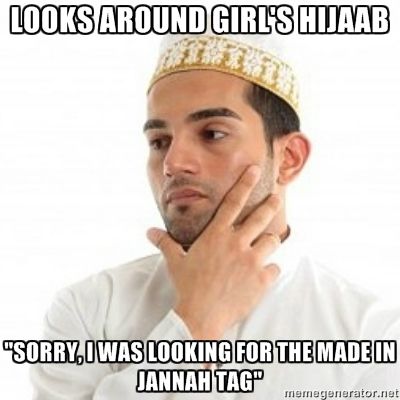 LOOKS AROUND GIRL'S HIJAAB
"SORRY, I WAS LOOKING FOR THE MADE IN
JANNAH TAG"
memegenerator.net